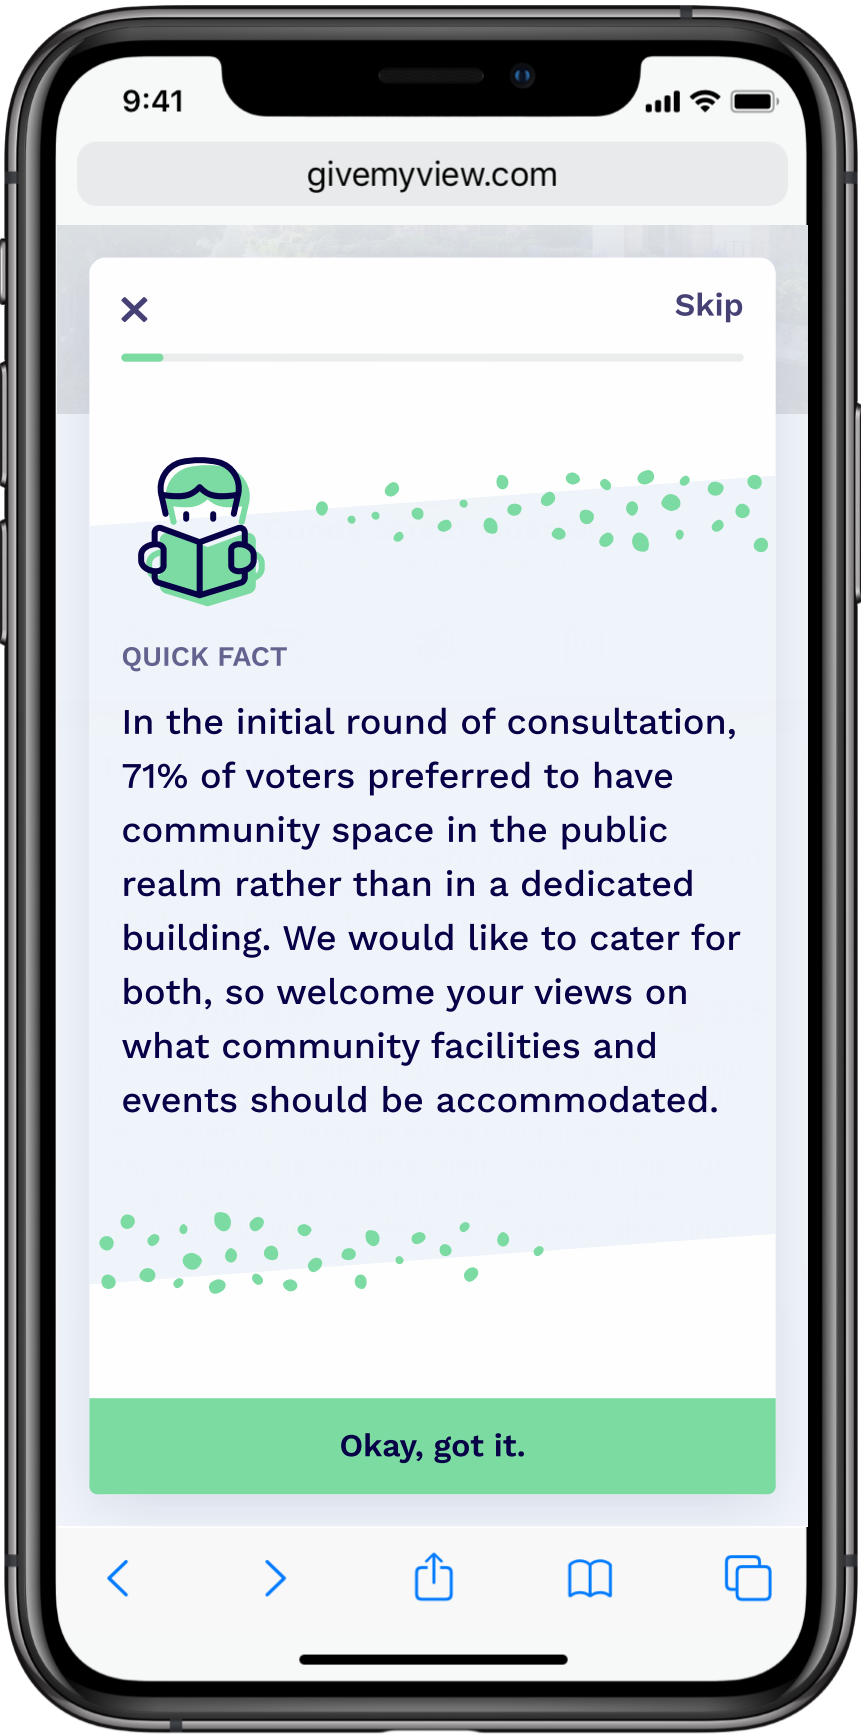 9:41
givemyview.com
Skip
QUICK FACT
In the initial round of consultation,
71% of voters preferred to have
community space in the public
realm rather than in a dedicated
building. We would like to cater for
both, so welcome your views on
what community facilities and
events should be accommodated.
Okay, got it.